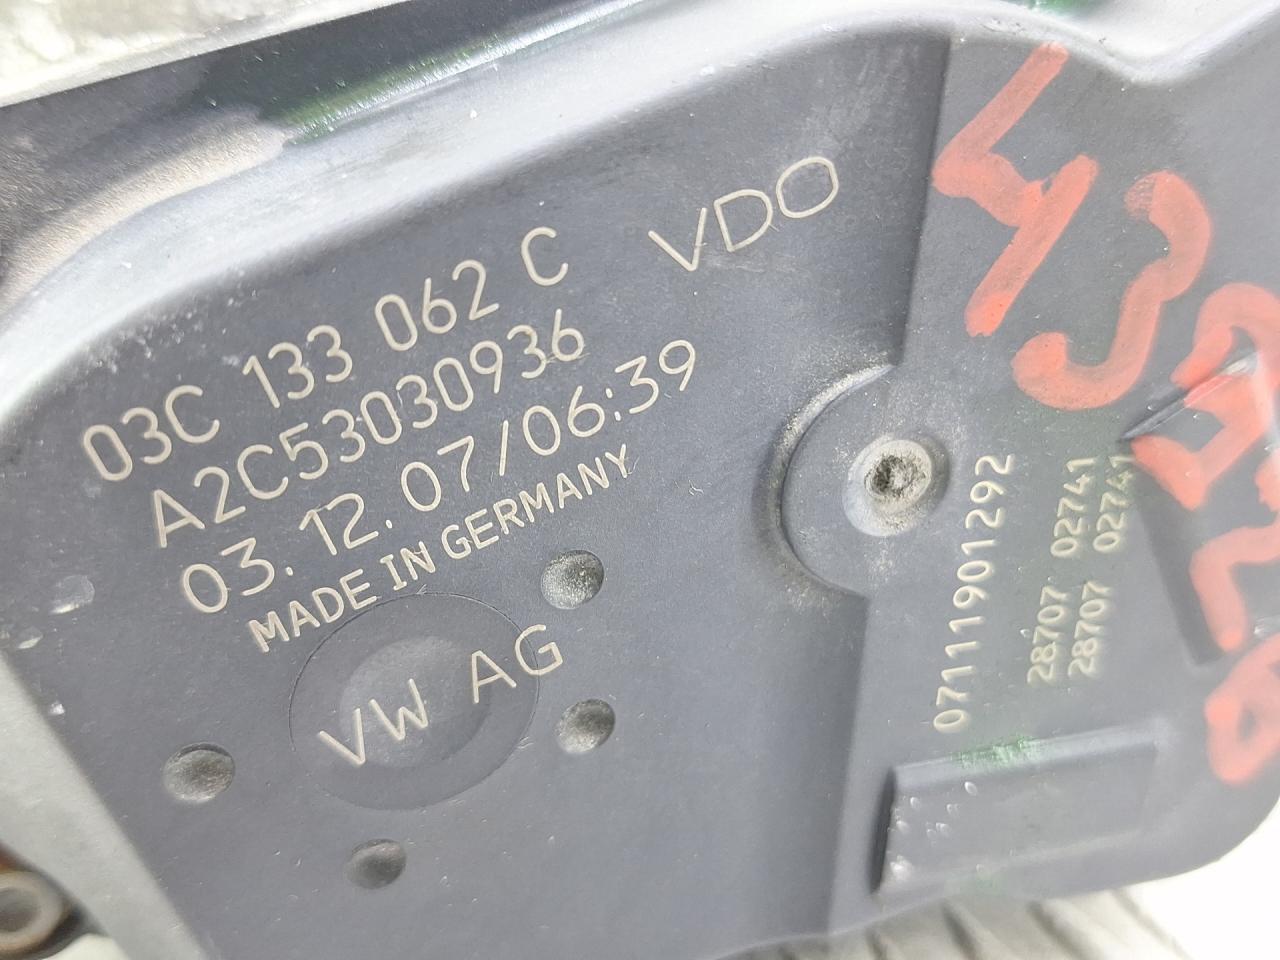 VDO
03C 133 062 C
A2C53030936
03.12.07/06:39
MADE IN GERMANY
VW AG
07111901292
28707 02741
28707 02741